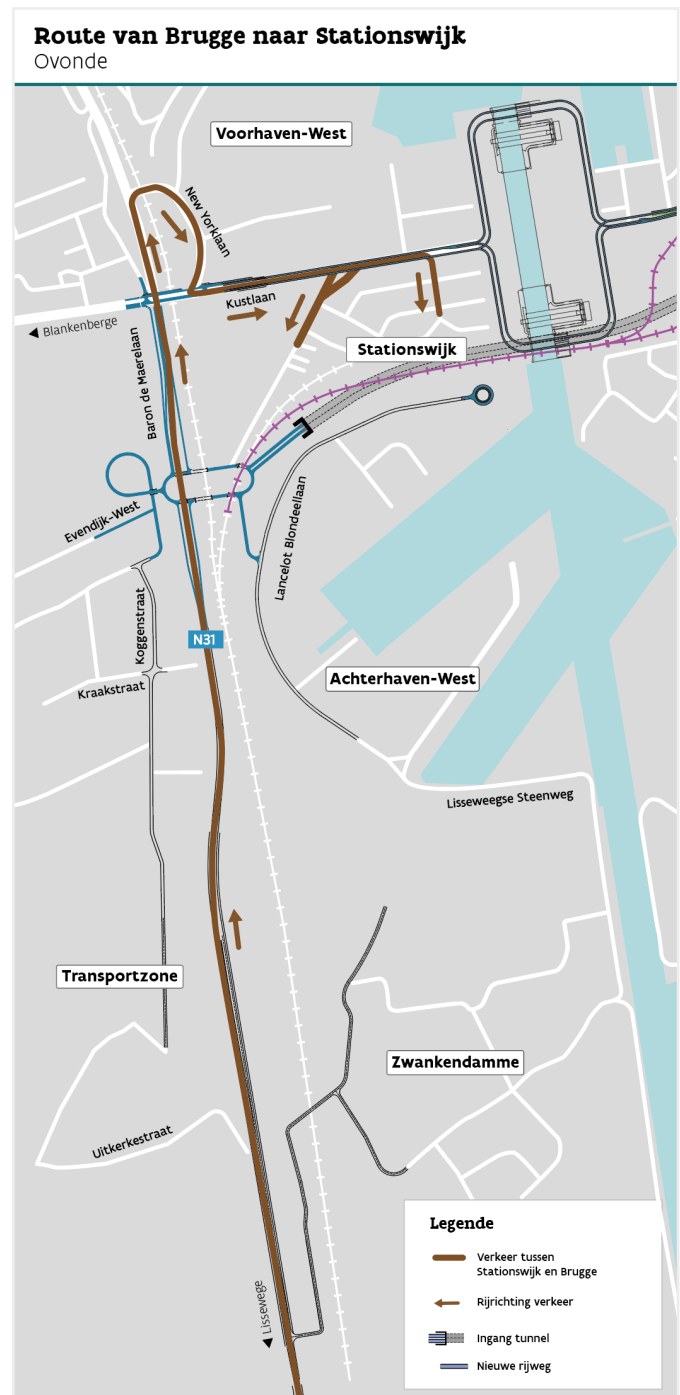 Route van Brugge naar Stationswijk
Ovonde
Voorhaven-West
New Yorklaan
Kustlaan
◀ Blankenberge
Baron de Maerelaan
Stationswijk
Evendijk-West
Lancelot Blondeellaan
Koggenstraat
N31
Kraakstraat
Achterhaven-West
Lisseweegse Steenweg
Transportzone
Zwankendamme
Uitkerkestraat
◀ Lissewege
Legende
Verkeer tussen
Stationswijk en Brugge
Rijrichting verkeer
Ingang tunnel
Nieuwe rijweg